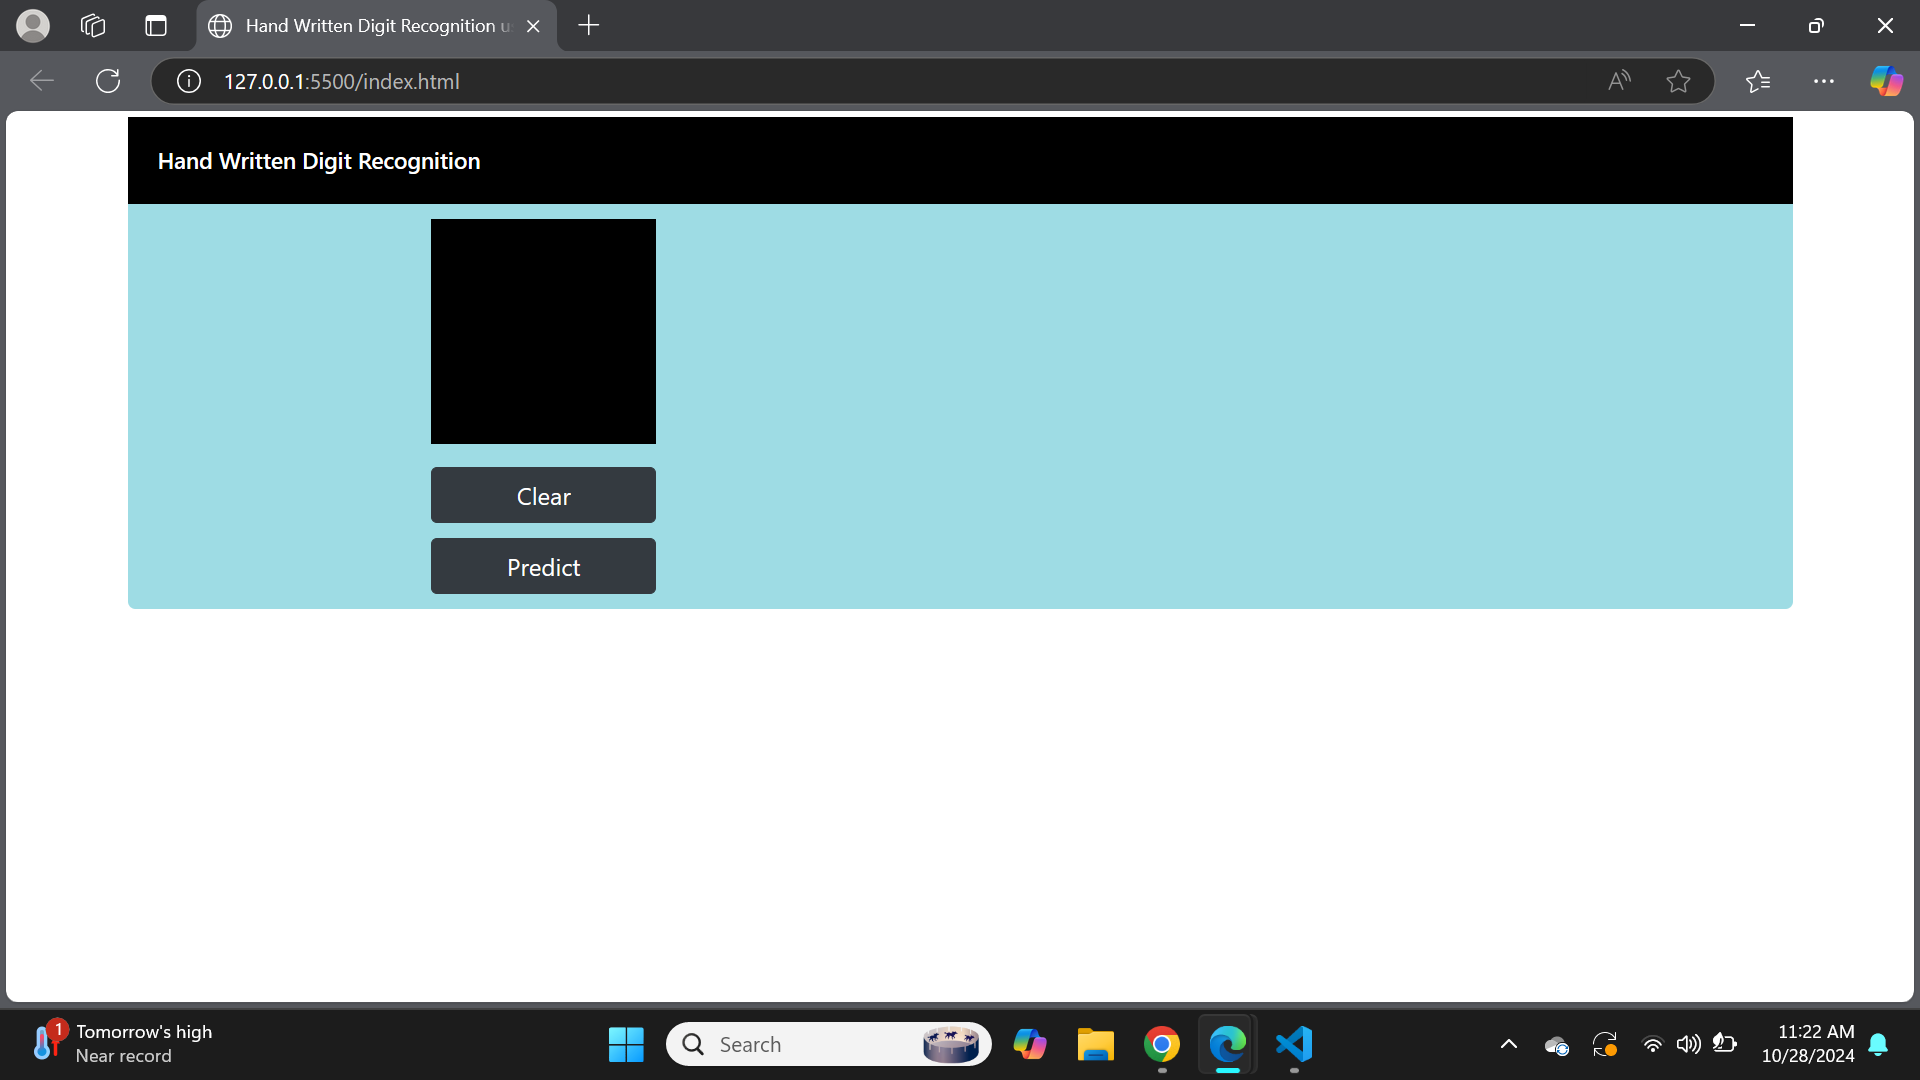 Hand Written Digit Recognition
127.0.0.1:5500/index.html
Hand Written Digit Recognition
Clear
Predict
1
Tomorrow's high
Near record
Search
11:22 AM
10/28/2024